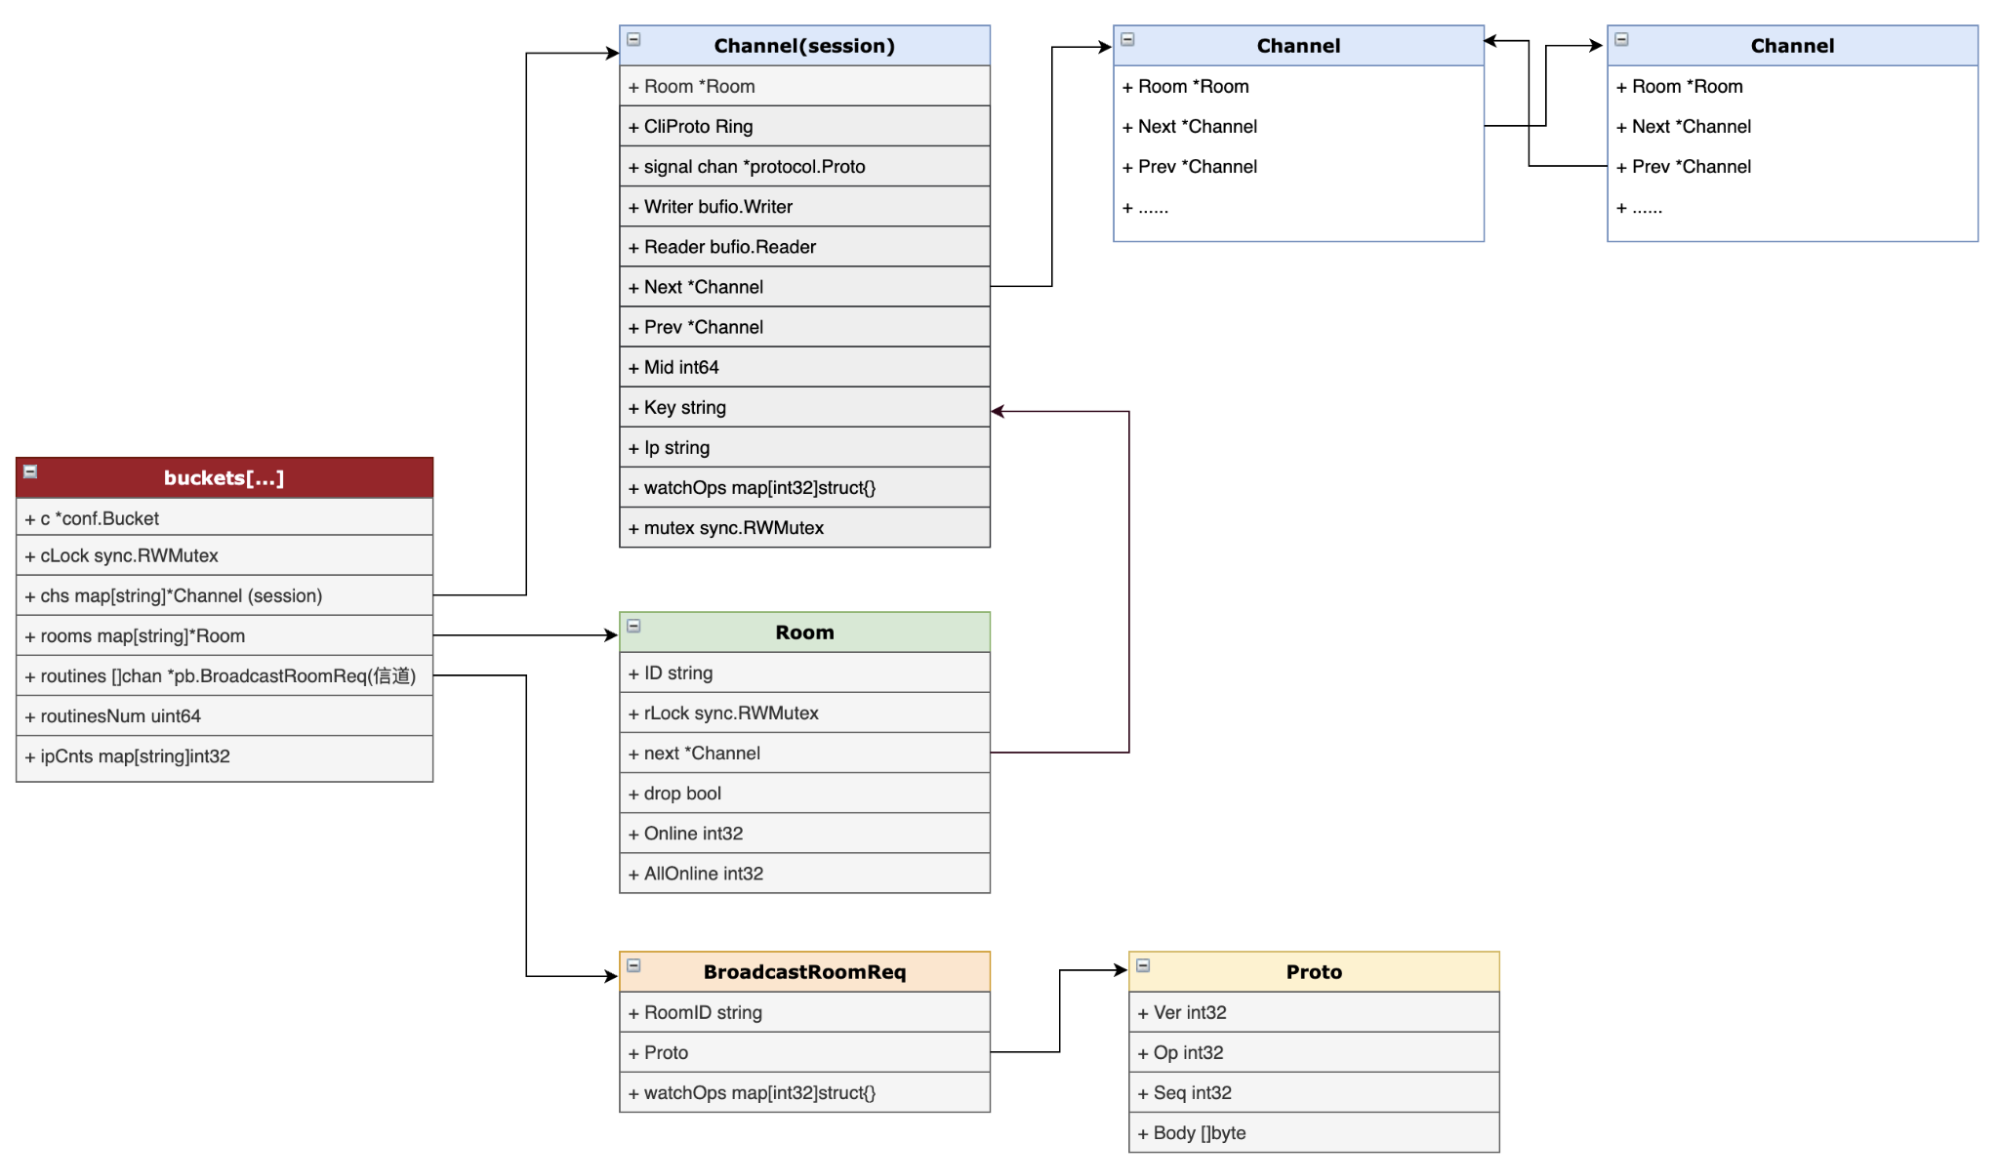 buckets[...]
+ c *conf.Bucket
+ cLock sync.RWMutex
+ chs map[string]*Channel (session)
+ rooms map[string]*Room
+ routines []chan *pb.BroadcastRoomReq(信道)
+ routinesNum uint64
+ ipCnts map[string]int32
Channel(session)
+ Room *Room
+ CliProto Ring
+ signal chan *protocol.Proto
+ Writer bufio.Writer
+ Reader bufio.Reader
+ Next *Channel
+ Prev *Channel
+ Mid int64
+ Key string
+ Ip string
+ watchOps map[int32]struct{}
+ mutex sync.RWMutex
Channel
+ Room *Room
+ Next *Channel
+ Prev *Channel
+ ......
Channel
+ Room *Room
+ Next *Channel
+ Prev *Channel
+ ......
Room
+ ID string
+ rLock sync.RWMutex
+ next *Channel
+ drop bool
+ Online int32
+ AllOnline int32
BroadcastRoomReq
+ RoomID string
+ Proto
+ watchOps map[int32]struct{}
Proto
+ Ver int32
+ Op int32
+ Seq int32
+ Body []byte